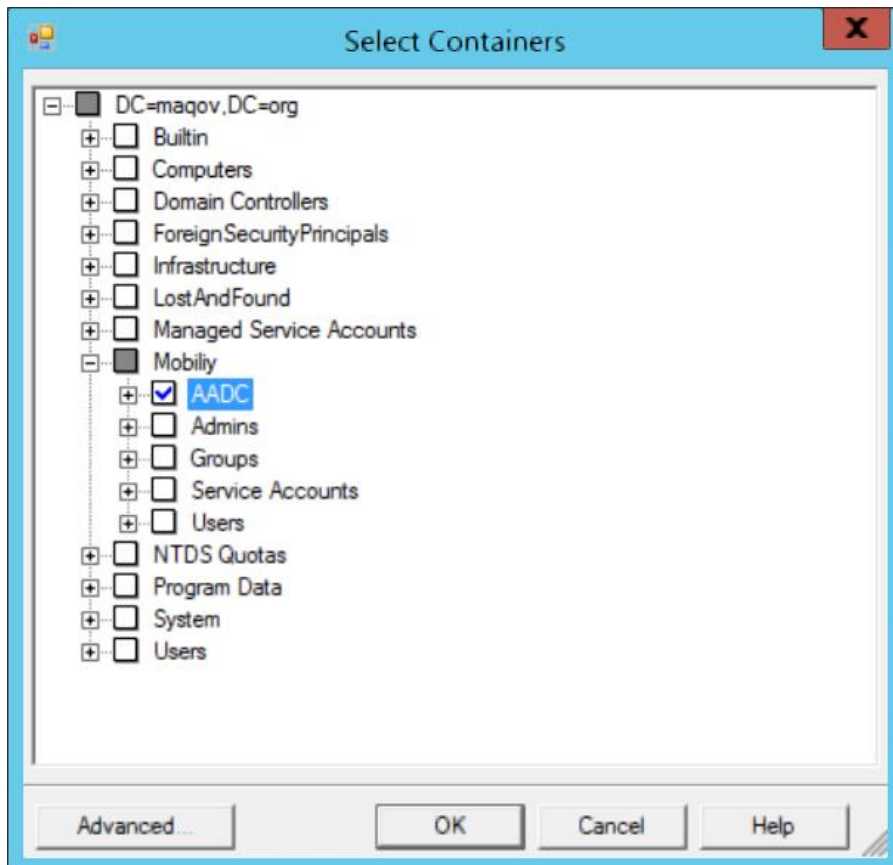 Select Containers
DC=maqov,DC=org
Builtin
Computers
Domain Controllers
ForeignSecurityPrincipals
Infrastructure
LostAndFound
Managed Service Accounts
Mobiliy
AADC
Admins
Groups
Service Accounts
Users
NTDS Quotas
Program Data
System
Users
Advanced... OK Cancel Help